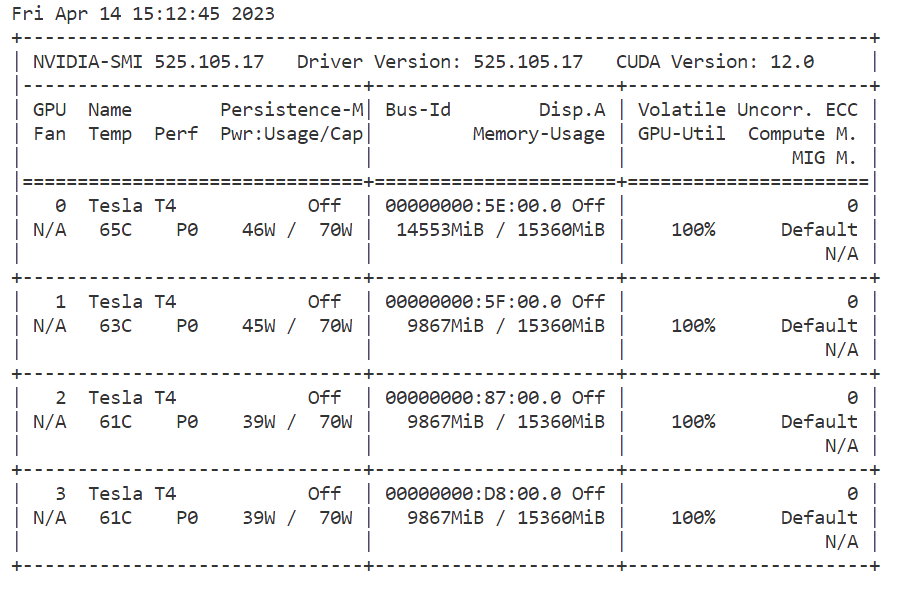 Fri Apr 14 15:12:45 2023
+-----------------------------------------------------------------------------+
| NVIDIA-SMI 525.105.17   Driver Version: 525.105.17   CUDA Version: 12.0     |
|-------------------------------+----------------------+----------------------+
| GPU  Name        Persistence-M| Bus-Id        Disp.A | Volatile Uncorr. ECC |
| Fan  Temp  Perf  Pwr:Usage/Cap|         Memory-Usage | GPU-Util  Compute M. |
|                               |                      |               MIG M. |
|===============================+======================+======================|
|   0  Tesla T4            Off  | 00000000:5E:00.0 Off |                    0 |
| N/A   65C    P0    46W /  70W |  14553MiB / 15360MiB |    100%      Default |
|                               |                      |                  N/A |
+-------------------------------+----------------------+----------------------+
|   1  Tesla T4            Off  | 00000000:5F:00.0 Off |                    0 |
| N/A   63C    P0    45W /  70W |   9867MiB / 15360MiB |    100%      Default |
|                               |                      |                  N/A |
+-------------------------------+----------------------+----------------------+
|   2  Tesla T4            Off  | 00000000:87:00.0 Off |                    0 |
| N/A   61C    P0    39W /  70W |   9867MiB / 15360MiB |    100%      Default |
|                               |                      |                  N/A |
+-------------------------------+----------------------+----------------------+
|   3  Tesla T4            Off  | 00000000:D8:00.0 Off |                    0 |
| N/A   61C    P0    39W /  70W |   9867MiB / 15360MiB |    100%      Default |
|                               |                      |                  N/A |
+-------------------------------+----------------------+----------------------+